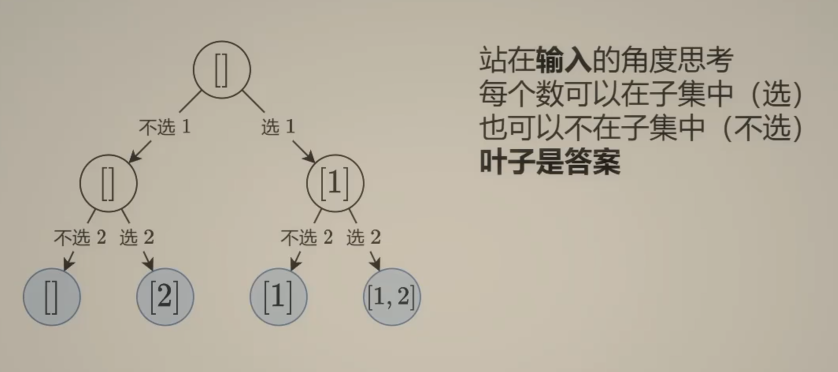 []
不选 1
选 1
[]
[1]
不选 2
选 2
不选 2
选 2
[]
[2]
[1]
[1, 2]
站在输入的角度思考
每个数可以在子集中（选）
也可以不在子集中（不选）
叶子是答案